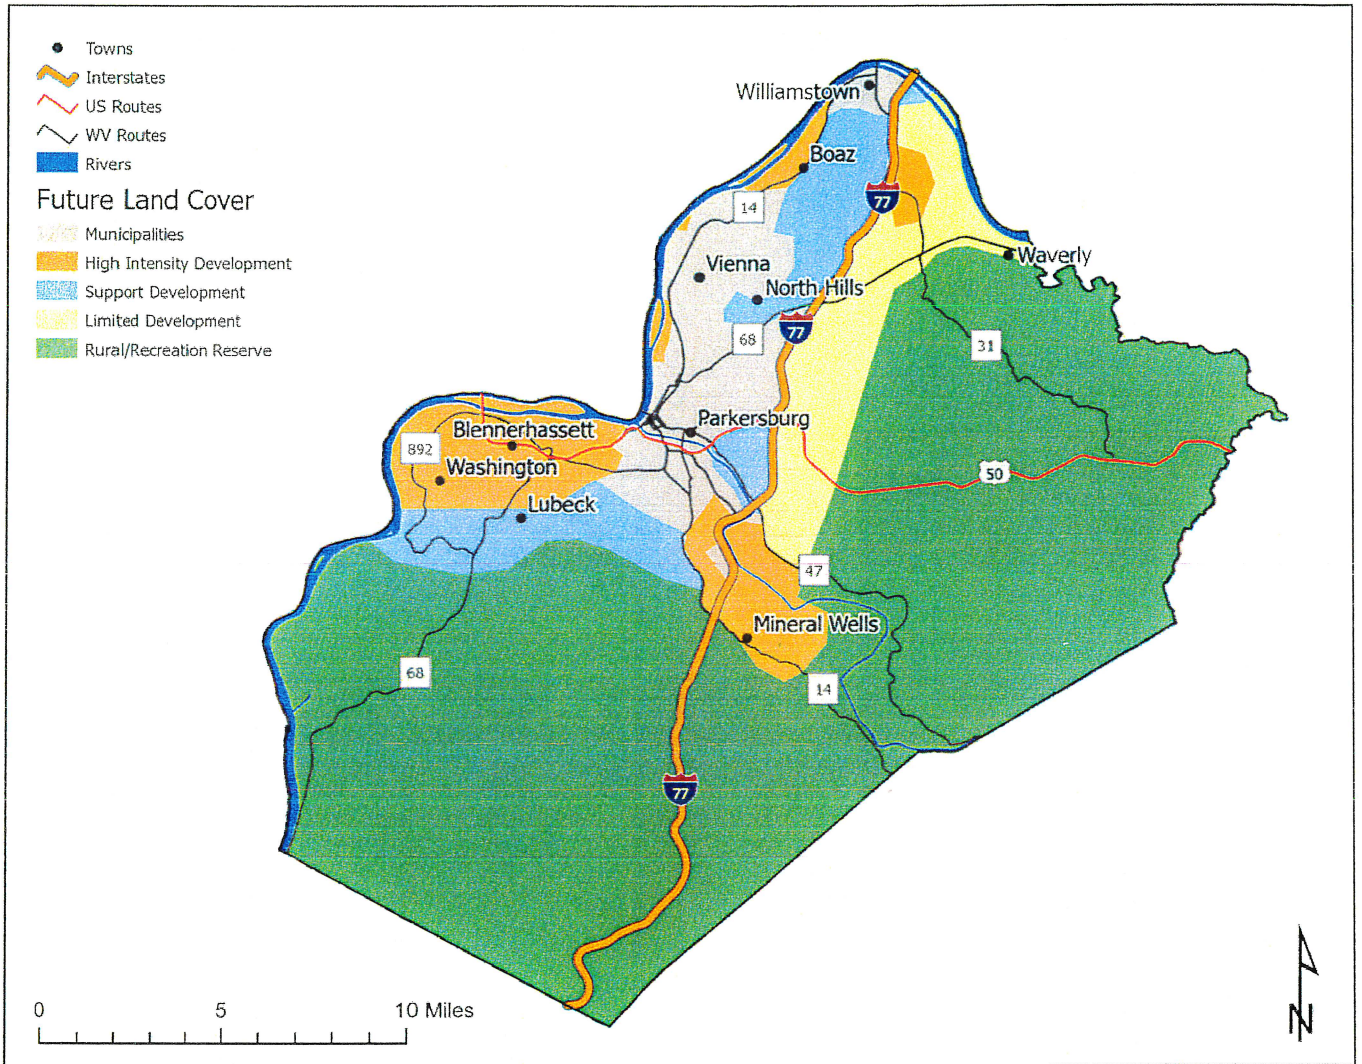 Towns
Interstates
US Routes
WV Routes
Rivers
Future Land Cover
Municipalities
High Intensity Development
Support Development
Limited Development
Rural/Recreation Reserve
Williamstown
Boaz
14
77
Vienna
Waverly
North Hills
68
77
31
Parkersburg
Blennerhassett
892
Washington
50
Lubeck
47
Mineral Wells
68
14
77
0 5 10 Miles
N